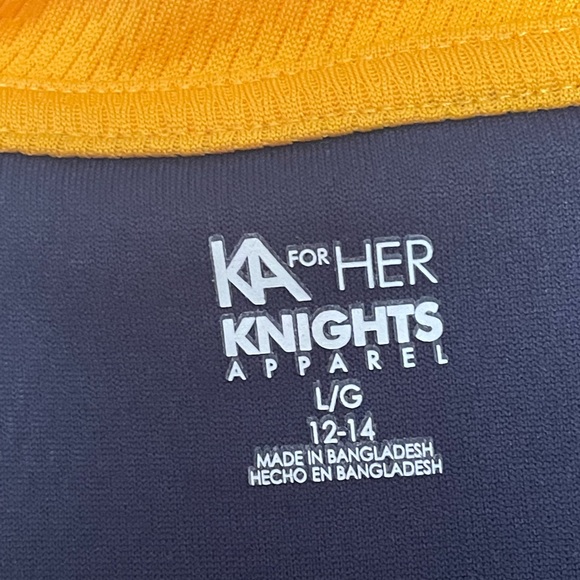 KA FOR HER
KNIGHTS
APPAREL
L/G
12-14
MADE IN BANGLADESH
HECHO EN BANGLADESH